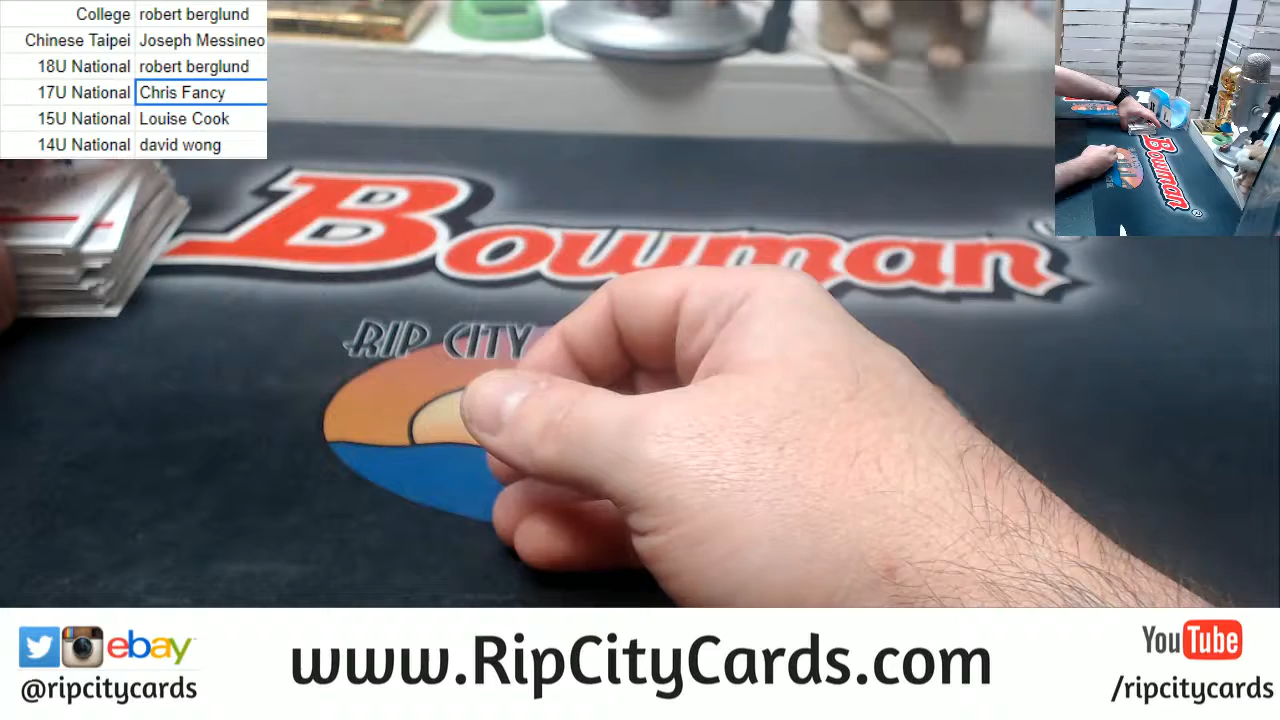 College robert berglund
Chinese Taipei Joseph Messineo
18U National robert berglund
17U National Chris Fancy
15U National Louise Cook
14U National david wong
Bowman
®
RIP CITY
Bowman
®
ebay™
@ripcitycards
www.RipCityCards.com
YouTube
/ripcitycards